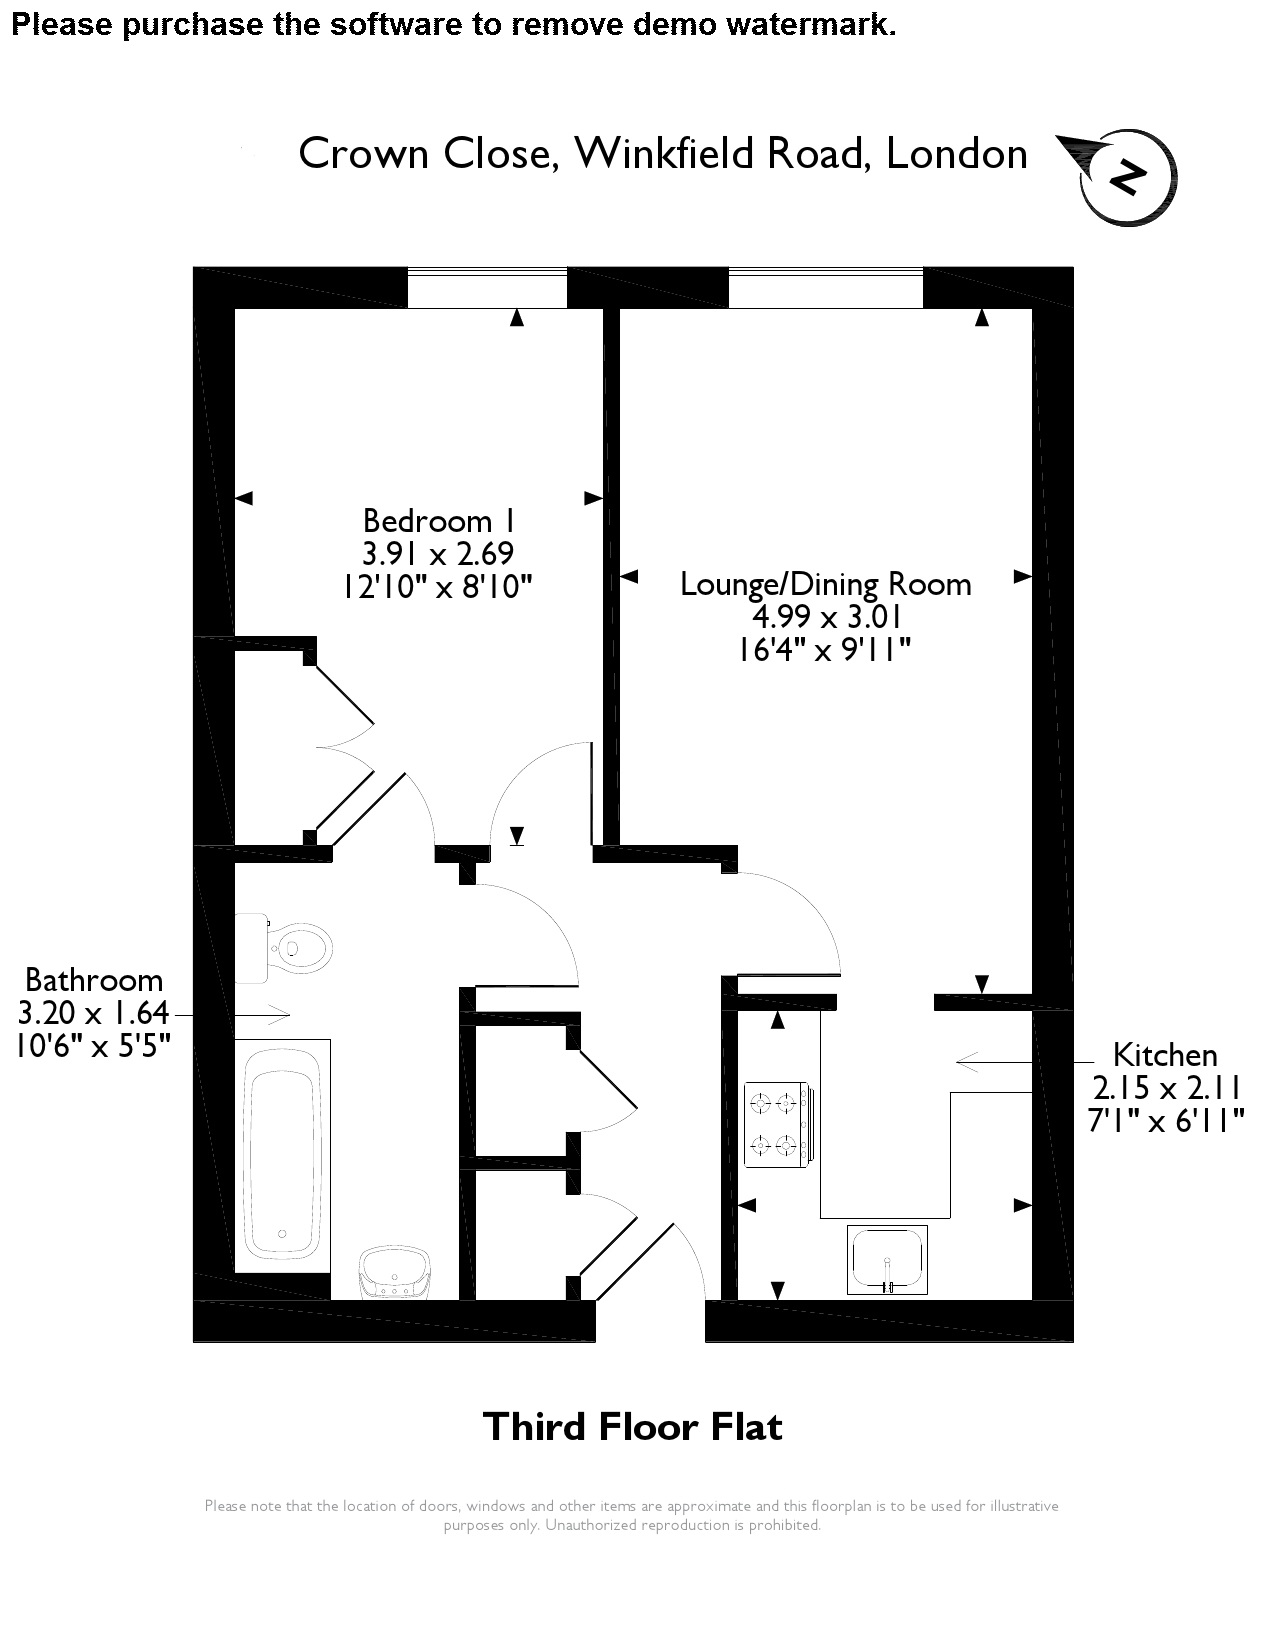 Please purchase the software to remove demo watermark.
Crown Close, Winkfield Road, London
N
Bedroom 1
3.91 x 2.69
12'10" x 8'10"
Lounge/Dining Room
4.99 x 3.01
16'4" x 9'11"
Bathroom
3.20 x 1.64
10'6" x 5'5"
Kitchen
2.15 x 2.11
7'1" x 6'11"
Third Floor Flat
Please note that the location of doors, windows and other items are approximate and this floorplan is to be used for illustrative
purposes only. Unauthorized reproduction is prohibited.